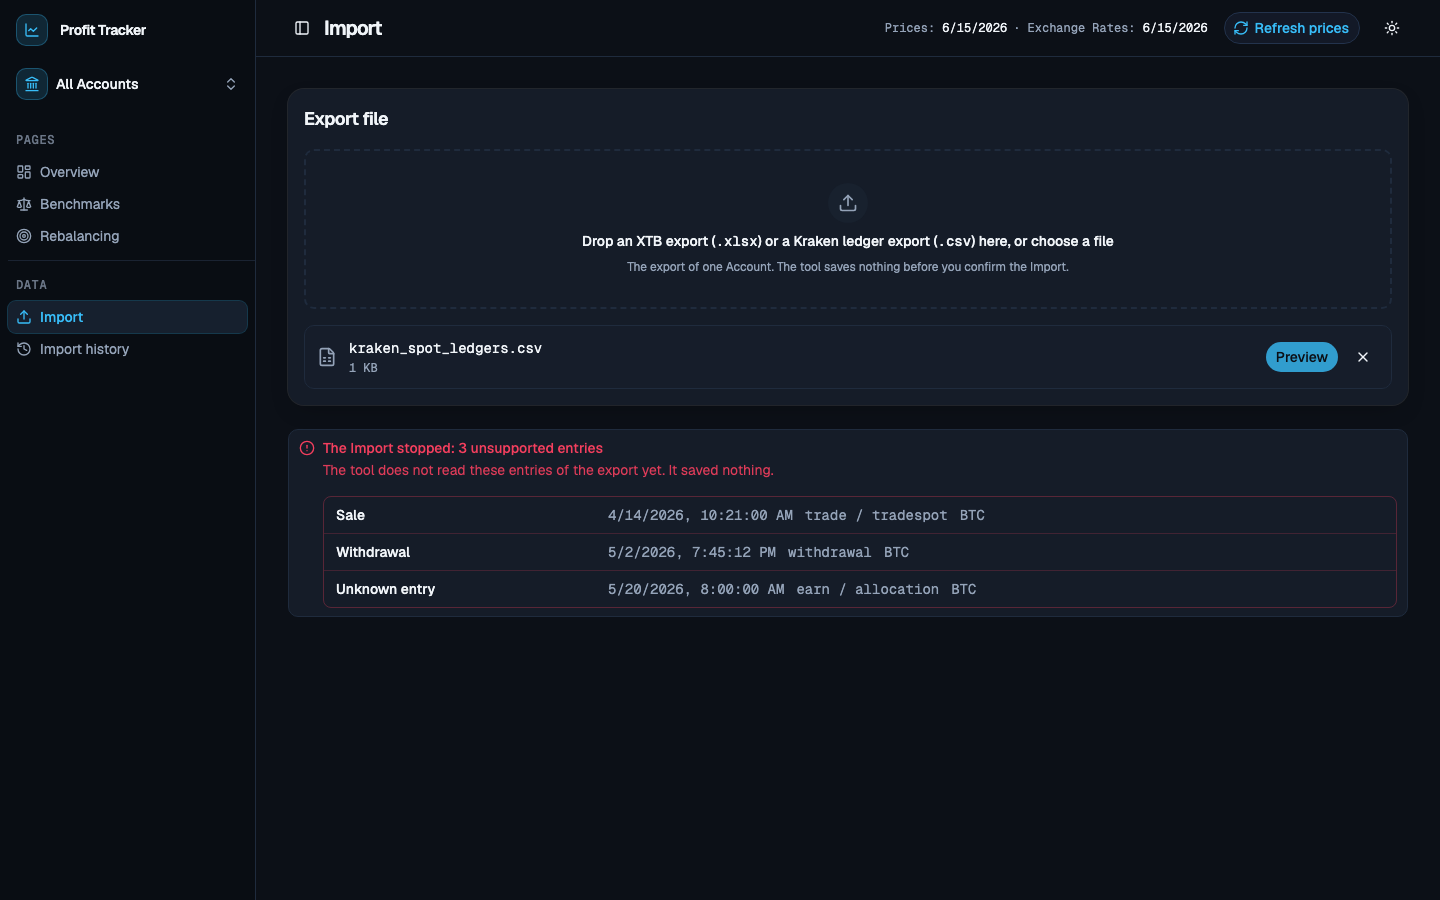 Profit Tracker
All Accounts
PAGES
Overview
Benchmarks
Rebalancing
DATA
Import
Import history
Import
Prices: 6/15/2026 · Exchange Rates: 6/15/2026
Refresh prices
Export file
Drop an XTB export (.xlsx) or a Kraken ledger export (.csv) here, or choose a file
The export of one Account. The tool saves nothing before you confirm the Import.
kraken_spot_ledgers.csv
1 KB
Preview
The Import stopped: 3 unsupported entries
The tool does not read these entries of the export yet. It saved nothing.
Sale 4/14/2026, 10:21:00 AM trade / tradespot BTC
Withdrawal 5/2/2026, 7:45:12 PM withdrawal BTC
Unknown entry 5/20/2026, 8:00:00 AM earn / allocation BTC